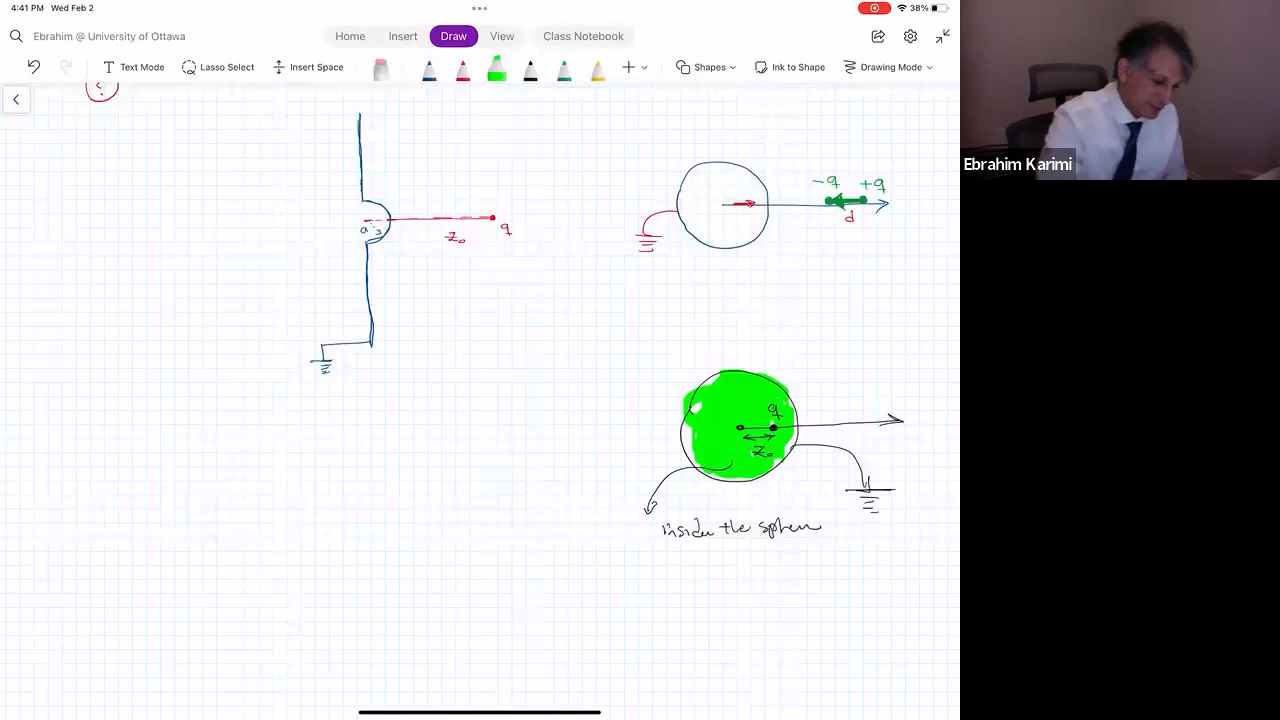 4:41 PM Wed Feb 2
38%
Ebrahim @ University of Ottawa
Home Insert Draw View Class Notebook
Text Mode Lasso Select Insert Space Shapes Ink to Shape Drawing Mode
?
-q +q
d
a
Z₀ q
q
Z₀
inside the sphere
Ebrahim Karimi